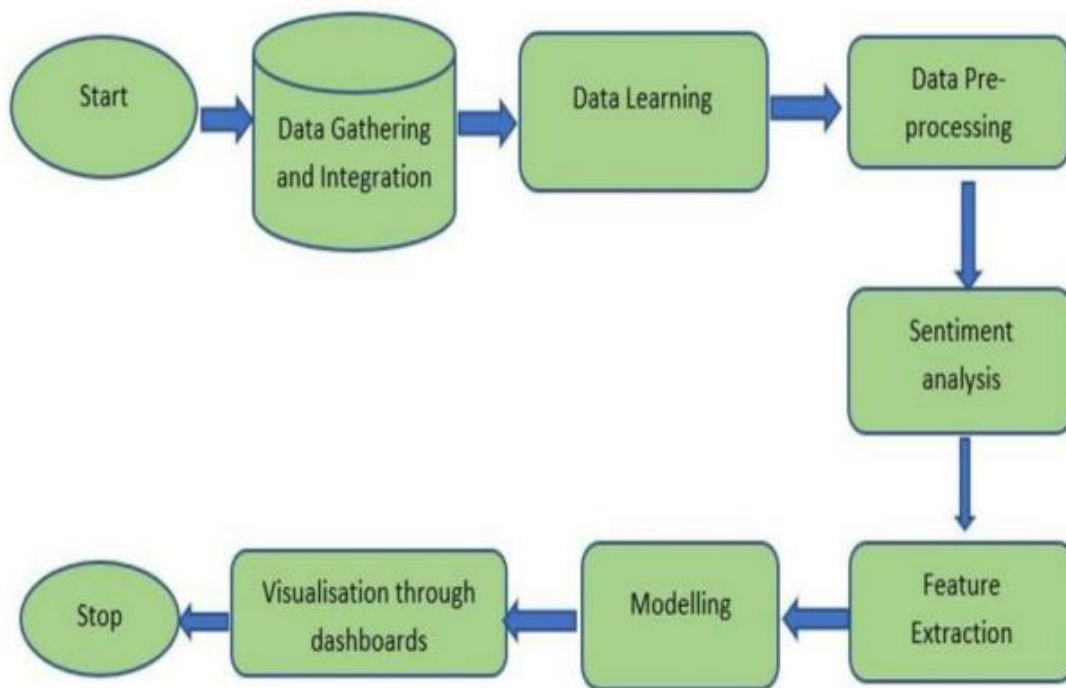 Start
Data Gathering
and Integration
Data Learning
Data Pre-
processing
Sentiment
analysis
Feature
Extraction
Modelling
Visualisation through
dashboards
Stop